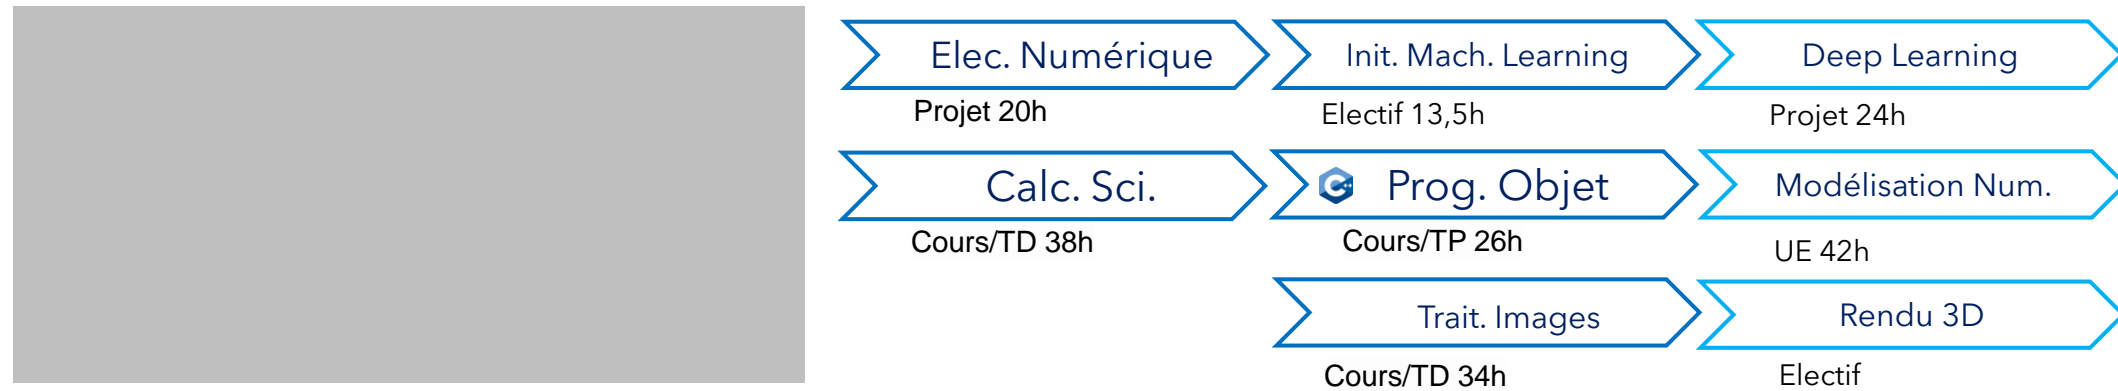 Elec. Numérique
Init. Mach. Learning
Deep Learning
Projet 20h
Electif 13,5h
Projet 24h
Calc. Sci.
C++ Prog. Objet
Modélisation Num.
Cours/TD 38h
Cours/TP 26h
UE 42h
Trait. Images
Rendu 3D
Cours/TD 34h
Electif